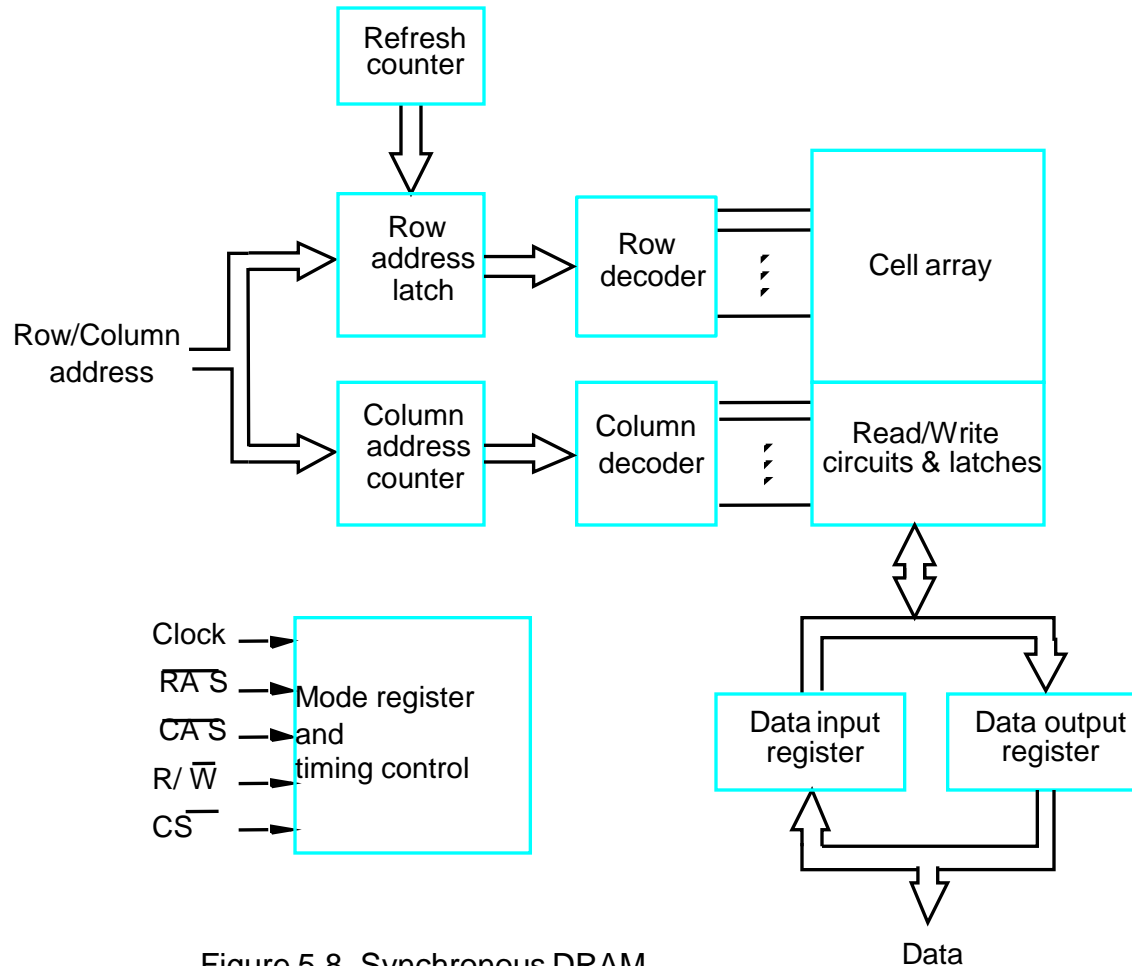 Refresh
counter
Row
address
latch
Row
decoder
Cell array
Row/Column
address
Column
address
counter
Column
decoder
Read/Write
circuits & latches
Clock
R̅A̅ S̅
C̅A̅ S̅
R/ W̅
CS̅
Mode register
and
timing control
Data input
register
Data output
register
Data
Figure 5.8. Synchronous DRAM